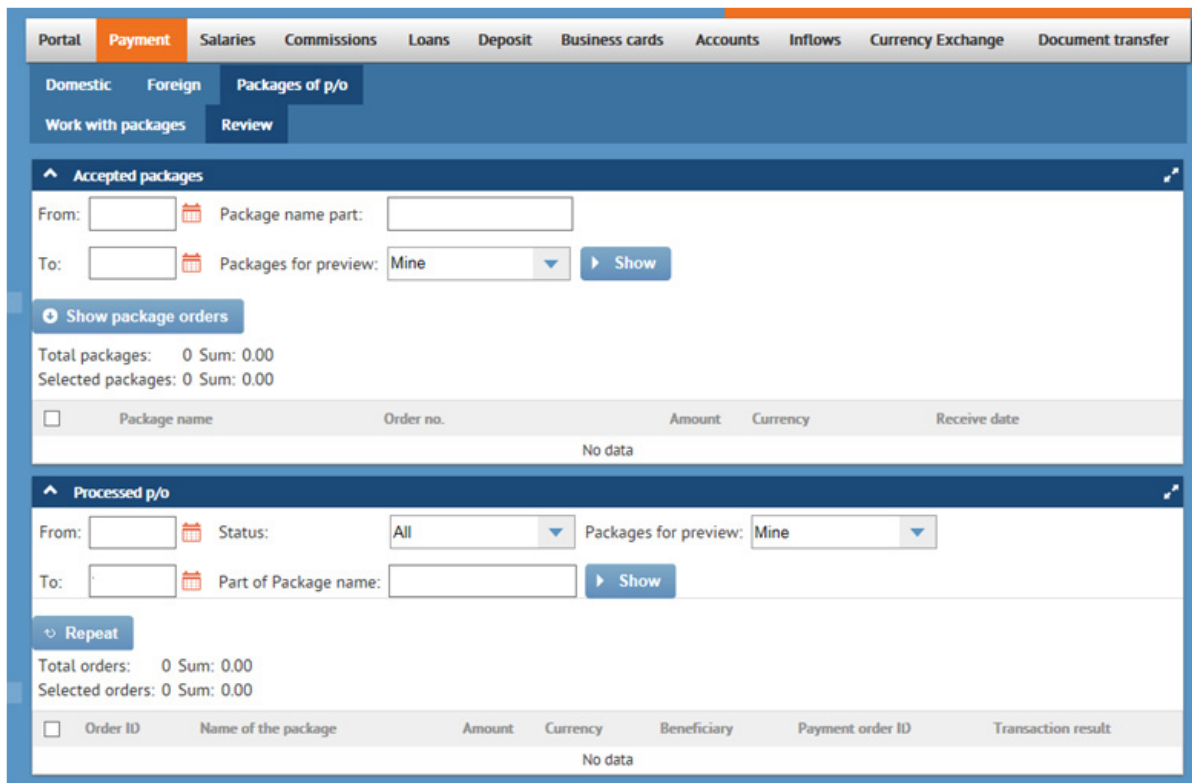 Portal Payment Salaries Commissions Loans Deposit Business cards Accounts Inflows Currency Exchange Document transfer
Domestic Foreign Packages of p/o
Work with packages Review
Accepted packages
From: Package name part:
To: Packages for preview: Mine Show
Show package orders
Total packages: 0 Sum: 0.00
Selected packages: 0 Sum: 0.00
Package name Order no. Amount Currency Receive date
No data
Processed p/o
From: Status: All Packages for preview: Mine
To: Part of Package name: Show
Repeat
Total orders: 0 Sum: 0.00
Selected orders: 0 Sum: 0.00
Order ID Name of the package Amount Currency Beneficiary Payment order ID Transaction result
No data